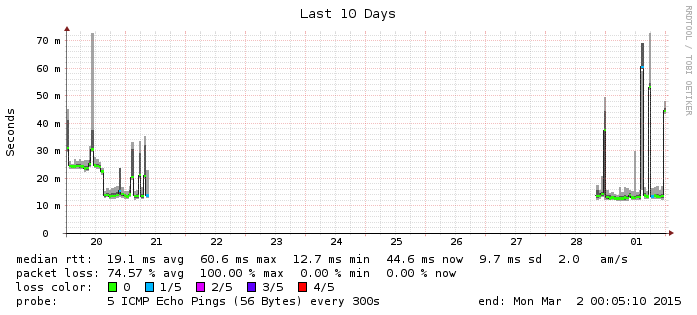 Last 10 Days
RRDTOOL / TOBI OETIKER
Seconds
70 m
60 m
50 m
40 m
30 m
20 m
10 m
0
20 21 22 23 24 25 26 27 28 01
median rtt: 19.1 ms avg 60.6 ms max 12.7 ms min 44.6 ms now 9.7 ms sd 2.0 am/s
packet loss: 74.57 % avg 100.00 % max 0.00 % min 0.00 % now
loss color: 0 1/5 2/5 3/5 4/5
probe: 5 ICMP Echo Pings (56 Bytes) every 300s end: Mon Mar 2 00:05:10 2015